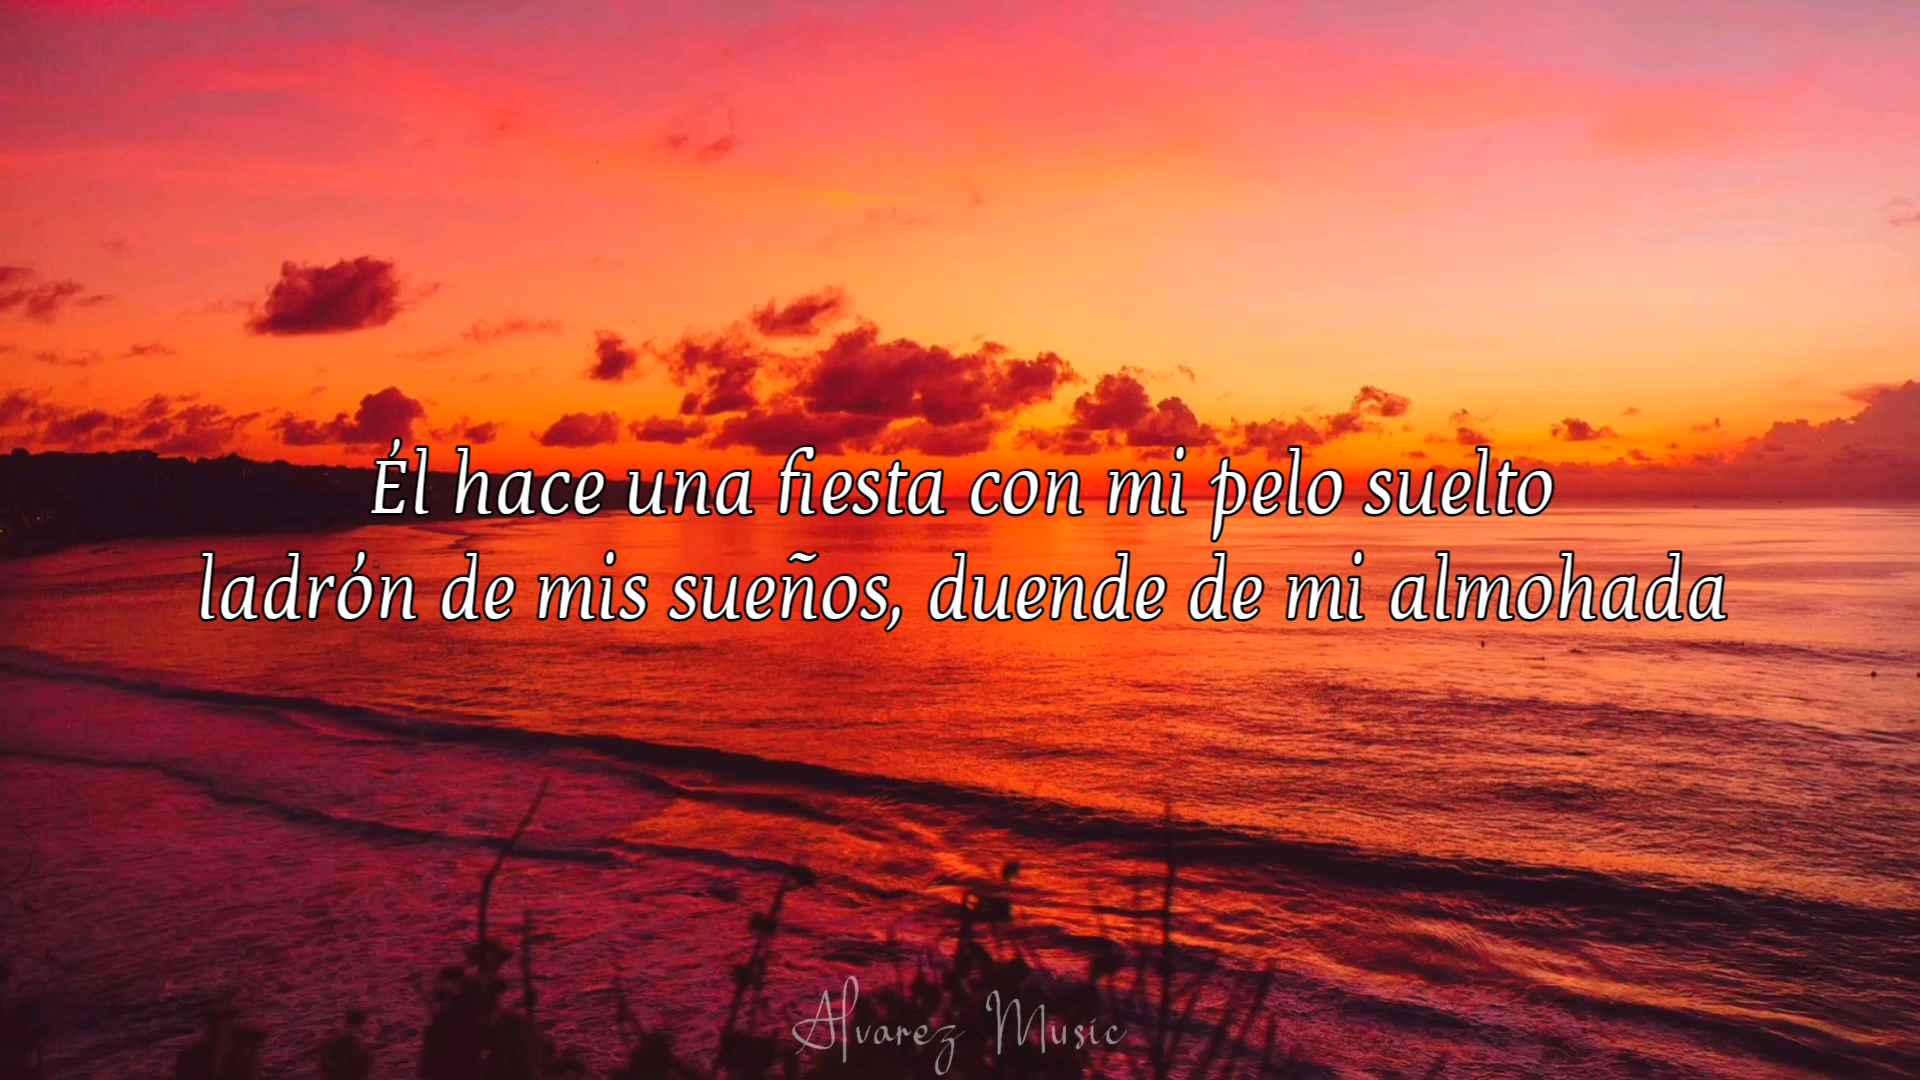 Él hace una fiesta con mi pelo suelto
ladrón de mis sueños, duende de mi almohada
Alvarez Music